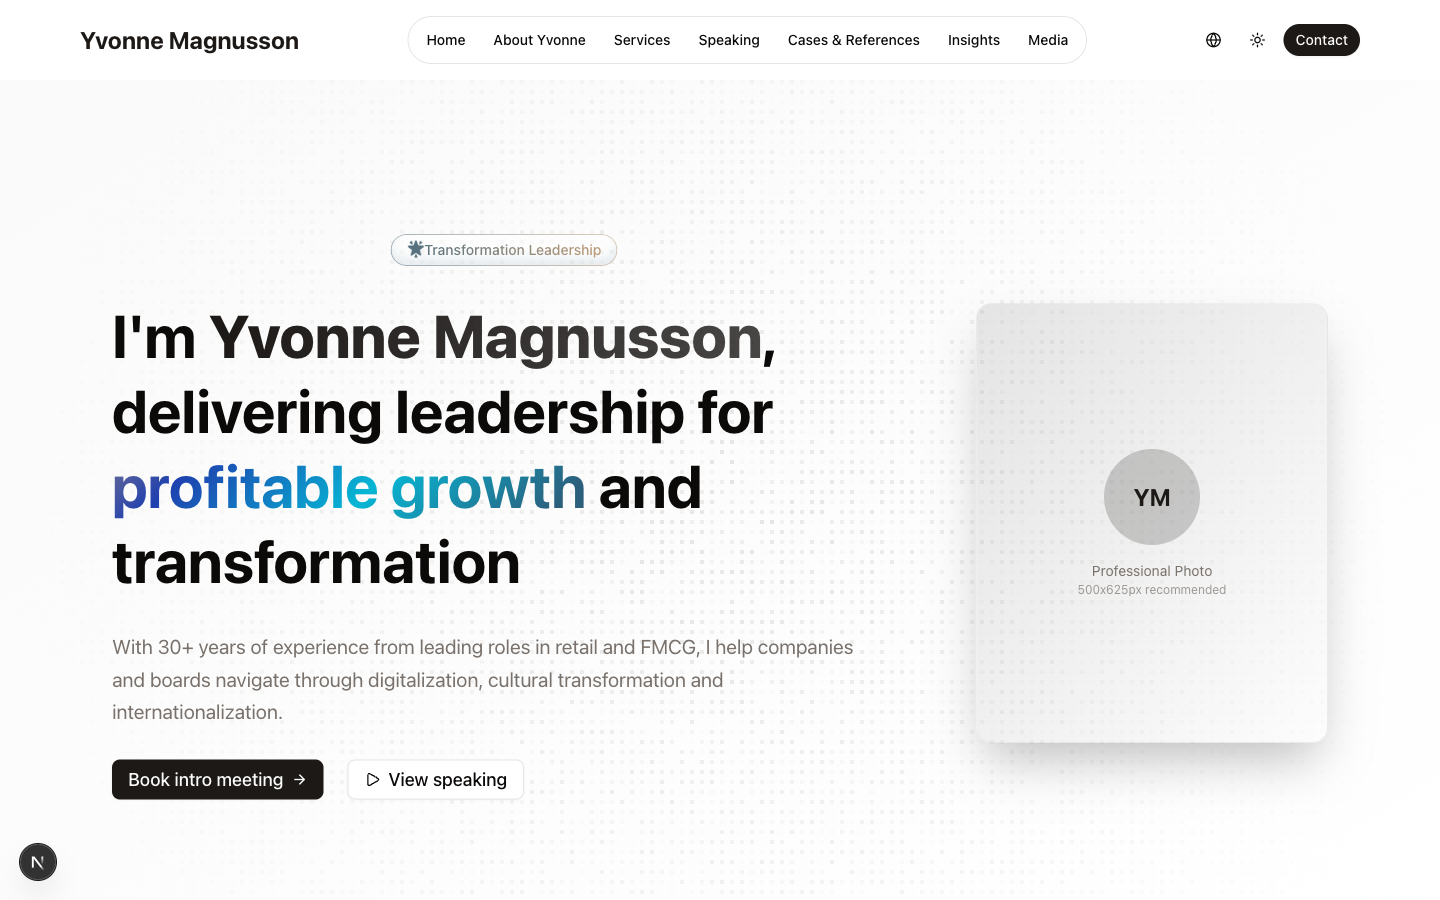 Yvonne Magnusson
Home
About Yvonne
Services
Speaking
Cases & References
Insights
Media
Contact
Transformation Leadership
I'm Yvonne Magnusson,
delivering leadership for
profitable growth and
transformation
With 30+ years of experience from leading roles in retail and FMCG, I help companies
and boards navigate through digitalization, cultural transformation and
internationalization.
Book intro meeting →
View speaking
YM
Professional Photo
500x625px recommended
N